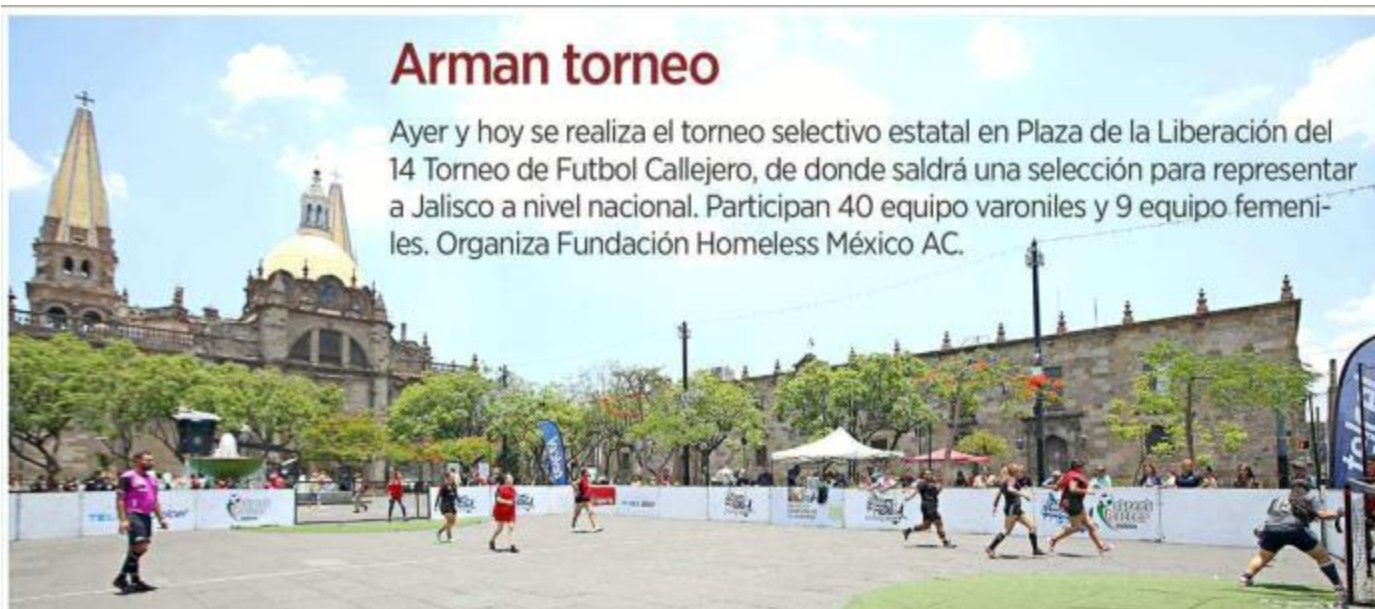 Arman torneo
Ayer y hoy se realiza el torneo selectivo estatal en Plaza de la Liberación del
14 Torneo de Futbol Callejero, de donde saldrá una selección para representar
a Jalisco a nivel nacional. Participan 40 equipo varoniles y 9 equipo femeni-
les. Organiza Fundación Homeless México AC.